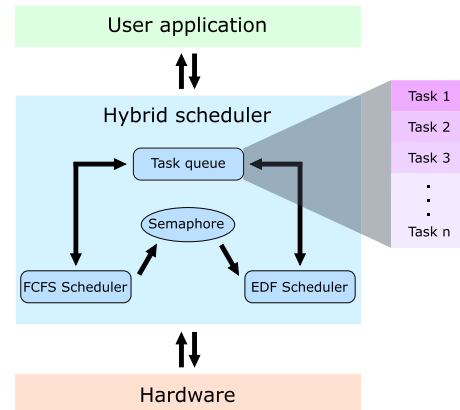 User application
Hybrid scheduler
Task queue
Semaphore
FCFS Scheduler
EDF Scheduler
Task 1
Task 2
Task 3
Task n
Hardware